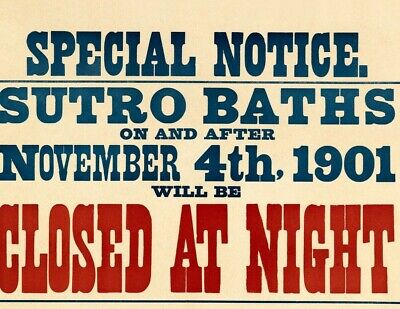 SPECIAL NOTICE.
SUTRO BATHS
ON AND AFTER
NOVEMBER 4th, 1901
WILL BE
CLOSED AT NIGHT